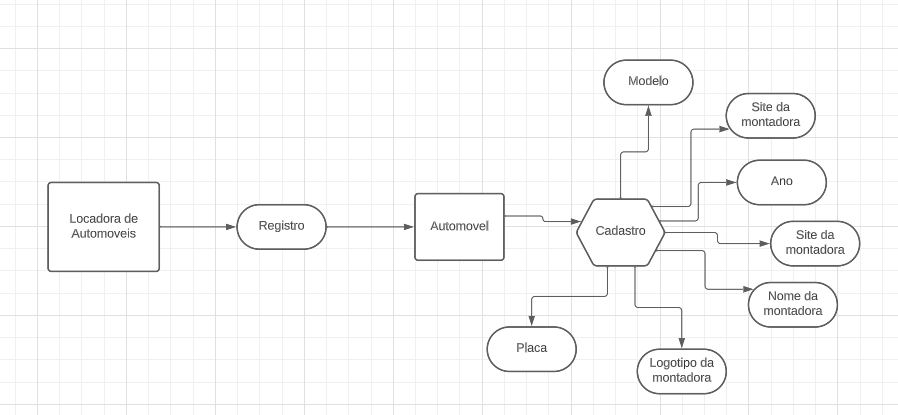 Modelo
Site da
montadora
Ano
Locadora de
Automoveis
Registro
Automovel
Cadastro
Site da
montadora
Nome da
montadora
Placa
Logotipo da
montadora